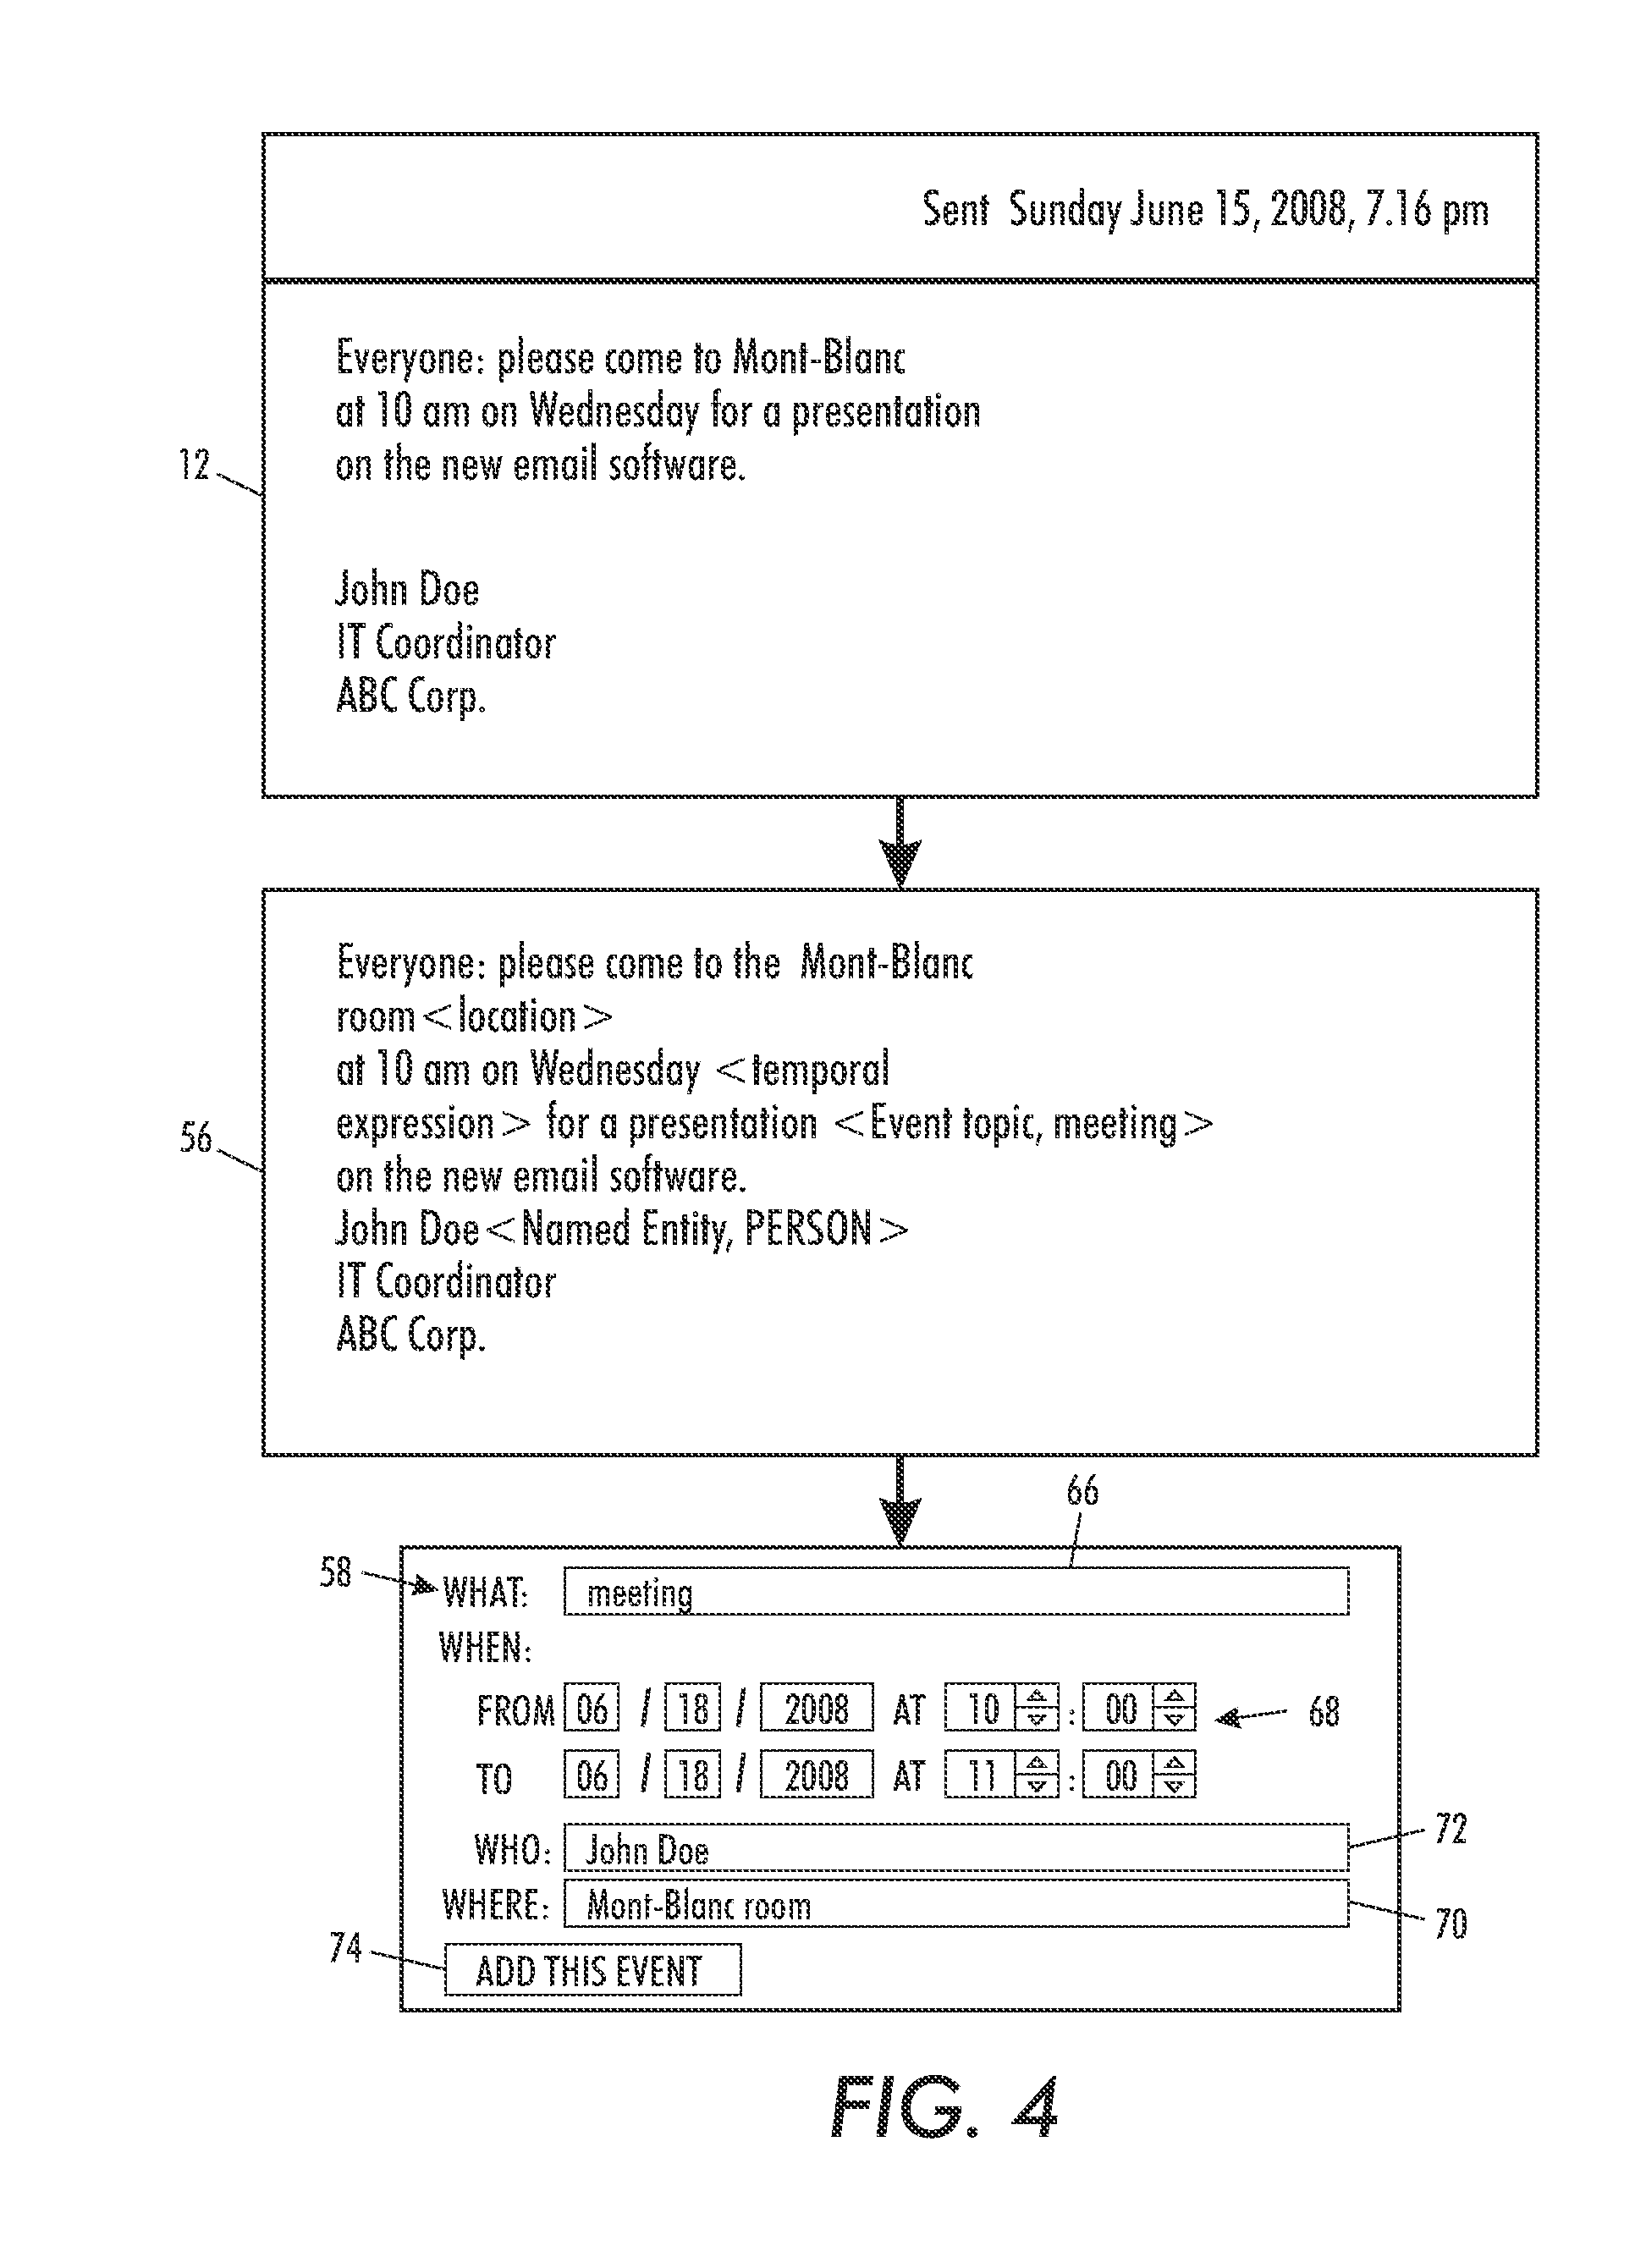 Sent Sunday June 15, 2008, 7.16 pm
Everyone: please come to Mont-Blanc
at 10 am on Wednesday for a presentation
on the new email software.
12
John Doe
IT Coordinator
ABC Corp.
Everyone: please come to the Mont-Blanc
room <location>
at 10 am on Wednesday <temporal
expression> for a presentation <Event topic, meeting>
56
on the new email software.
John Doe <Named Entity, PERSON>
IT Coordinator
ABC Corp.
66
58
WHAT: meeting
WHEN:
FROM 06 / 18 / 2008 AT 10 : 00
68
TO 06 / 18 / 2008 AT 11 : 00
72
WHO: John Doe
WHERE: Mont-Blanc room
70
74
ADD THIS EVENT
FIG. 4